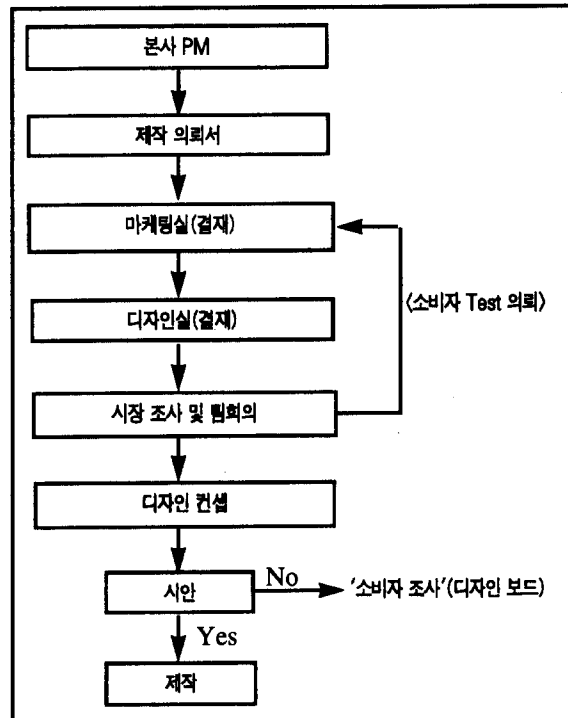 본사 PM
제작 의뢰서
마케팅실(결재)
<소비자 Test 의뢰>
디자인실(결재)
시장 조사 및 팀회의
디자인 컨셉
시안
No
'소비자 조사'(디자인 보드)
Yes
제작